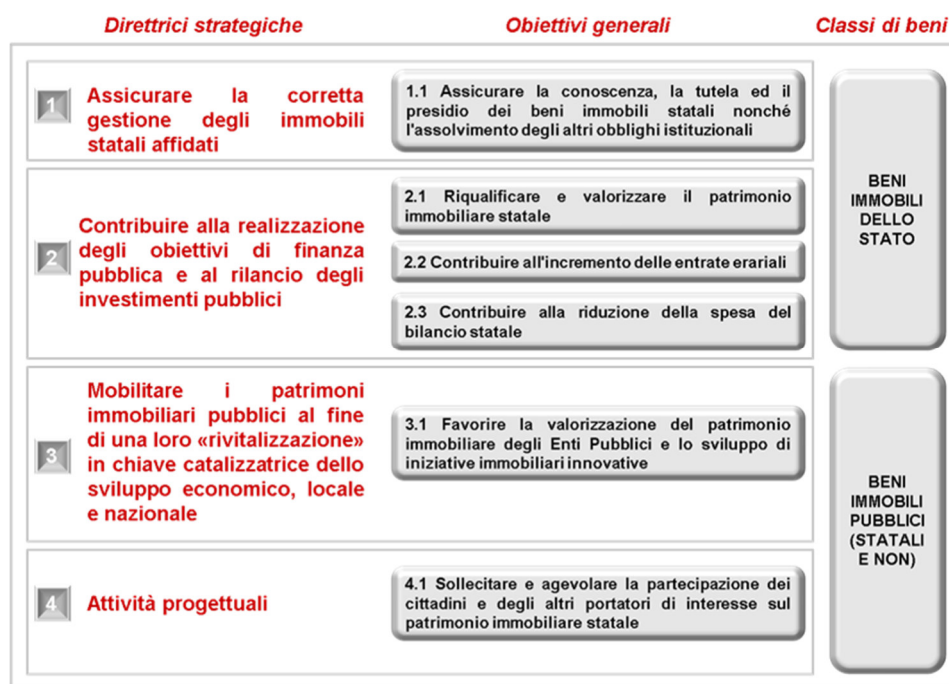 Direttrici strategiche
Obiettivi generali
Classi di beni
1
Assicurare la corretta
gestione degli immobili
statali affidati
1.1 Assicurare la conoscenza, la tutela ed il
presidio dei beni immobili statali nonché
l'assolvimento degli altri obblighi istituzionali
2
Contribuire alla realizzazione
degli obiettivi di finanza
pubblica e al rilancio degli
investimenti pubblici
2.1 Riqualificare e valorizzare il patrimonio
immobiliare statale
2.2 Contribuire all'incremento delle entrate erariali
2.3 Contribuire alla riduzione della spesa del
bilancio statale
BENI
IMMOBILI
DELLO
STATO
3
Mobilitare i patrimoni
immobiliari pubblici al fine
di una loro «rivitalizzazione»
in chiave catalizzatrice dello
sviluppo economico, locale
e nazionale
3.1 Favorire la valorizzazione del patrimonio
immobiliare degli Enti Pubblici e lo sviluppo di
iniziative immobiliari innovative
4
Attività progettuali
4.1 Sollecitare e agevolare la partecipazione dei
cittadini e degli altri portatori di interesse sul
patrimonio immobiliare statale
BENI
IMMOBILI
PUBBLICI
(STATALI
E NON)